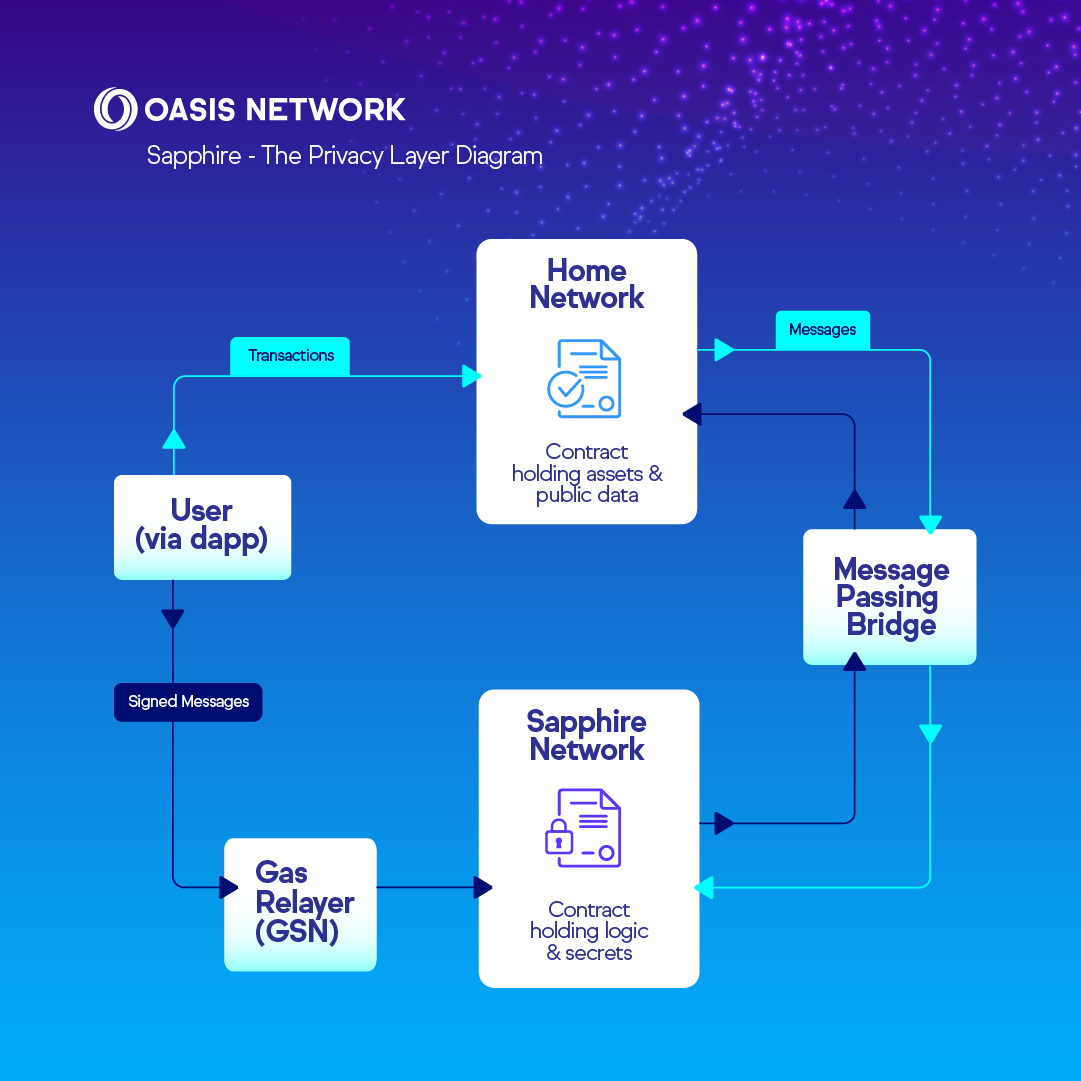 OASIS NETWORK
Sapphire - The Privacy Layer Diagram
Home
Network
Contract
holding assets &
public data
Transactions
Messages
User
(via dapp)
Message
Passing
Bridge
Signed Messages
Sapphire
Network
Contract
holding logic
& secrets
Gas
Relayer
(GSN)